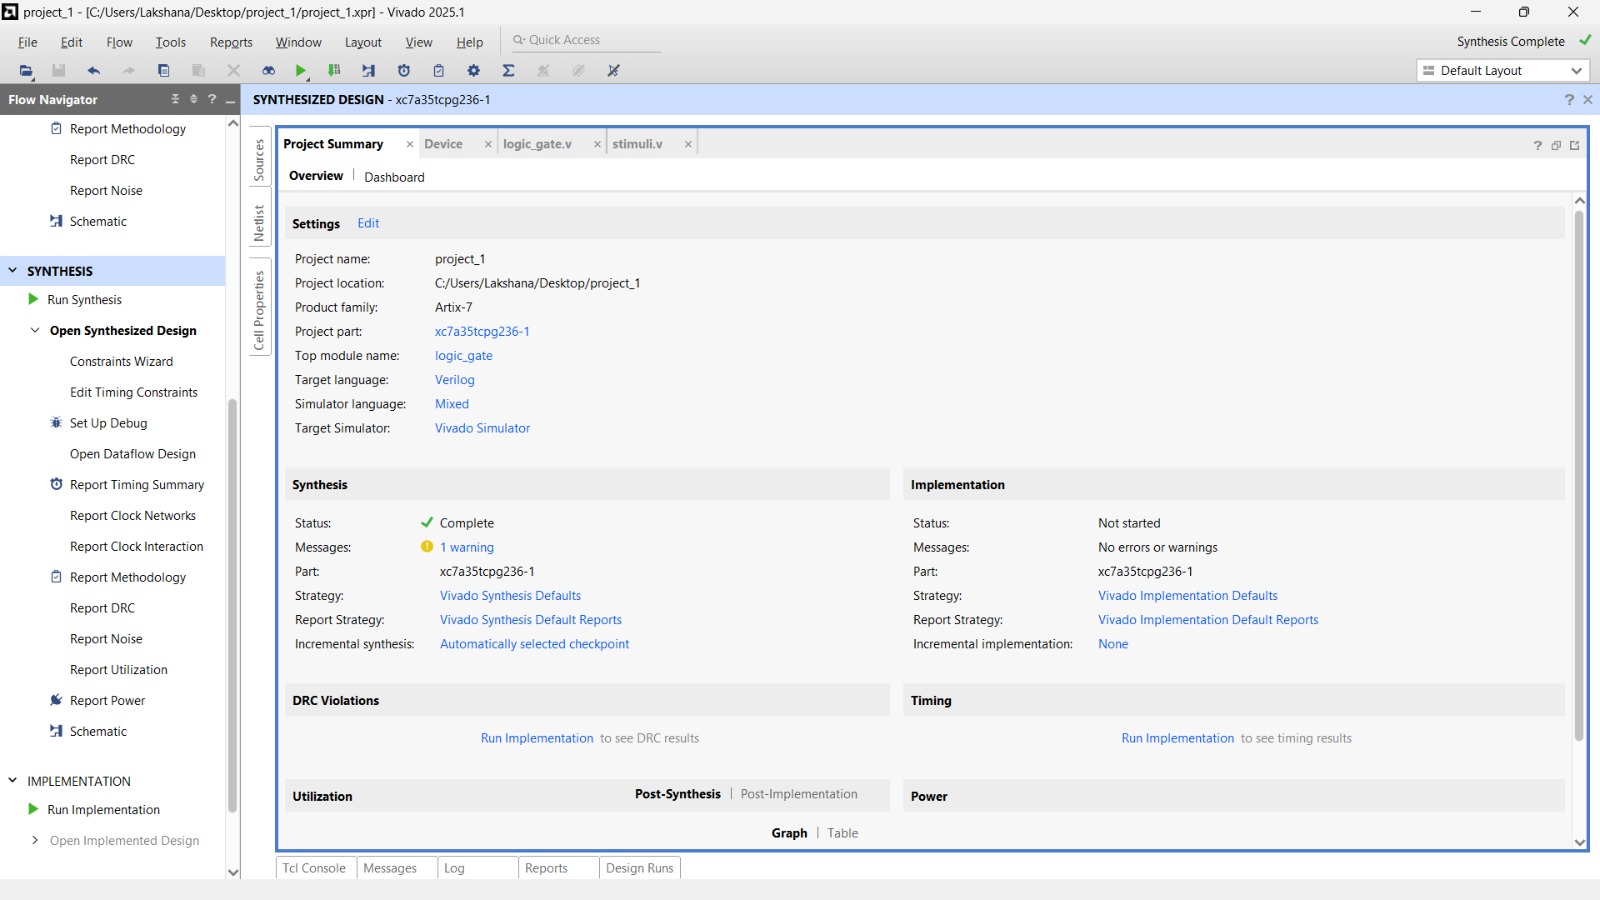 project_1 - [C:/Users/Lakshana/Desktop/project_1/project_1.xpr] - Vivado 2025.1
File Edit Flow Tools Reports Window Layout View Help Quick Access
Synthesis Complete
Default Layout
Flow Navigator
Report Methodology
Report DRC
Report Noise
Schematic
SYNTHESIS
Run Synthesis
Open Synthesized Design
Constraints Wizard
Edit Timing Constraints
Set Up Debug
Open Dataflow Design
Report Timing Summary
Report Clock Networks
Report Clock Interaction
Report Methodology
Report DRC
Report Noise
Report Utilization
Report Power
Schematic
IMPLEMENTATION
Run Implementation
Open Implemented Design
SYNTHESIZED DESIGN - xc7a35tcpg236-1
Sources
Netlist
Cell Properties
Project Summary Device logic_gate.v stimuli.v
Overview Dashboard
Settings Edit
Project name: project_1
Project location: C:/Users/Lakshana/Desktop/project_1
Product family: Artix-7
Project part: xc7a35tcpg236-1
Top module name: logic_gate
Target language: Verilog
Simulator language: Mixed
Target Simulator: Vivado Simulator
Synthesis
Status: Complete
Messages: 1 warning
Part: xc7a35tcpg236-1
Strategy: Vivado Synthesis Defaults
Report Strategy: Vivado Synthesis Default Reports
Incremental synthesis: Automatically selected checkpoint
Implementation
Status: Not started
Messages: No errors or warnings
Part: xc7a35tcpg236-1
Strategy: Vivado Implementation Defaults
Report Strategy: Vivado Implementation Default Reports
Incremental implementation: None
DRC Violations
Run Implementation to see DRC results
Timing
Run Implementation to see timing results
Utilization Post-Synthesis | Post-Implementation
Graph | Table
Power
Tcl Console Messages Log Reports Design Runs